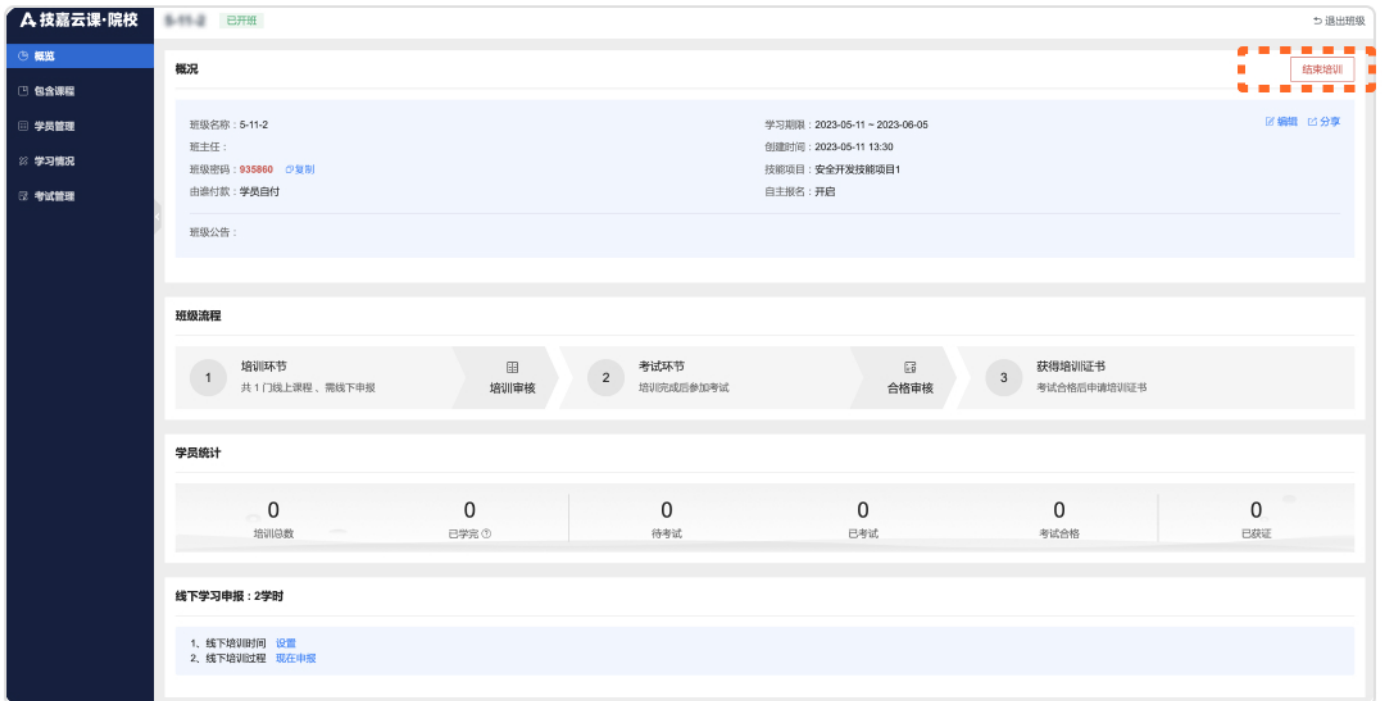 技嘉云课·院校
5-11-2 已开班 退出班级
概览
包含课程
学员管理
学习情况
考试管理
概况 结束培训
班级名称：5-11-2 学习期限：2023-05-11 ~ 2023-06-05 编辑 分享
班主任： 创建时间：2023-05-11 13:30
班级密码：935860 复制 技能项目：安全开发技能项目1
由谁付款：学员自付 自主报名：开启
班级公告：
班级流程
1 培训环节 培训审核 2 考试环节 合格审核 3 获得培训证书
共 1 门线上课程 、需线下申报 培训完成后参加考试 考试合格后申请培训证书
学员统计
0 0 0 0 0 0
培训总数 已学完 待考试 已考试 考试合格 已获证
线下学习申报：2学时
1、线下培训时间 设置
2、线下培训过程 现在申报